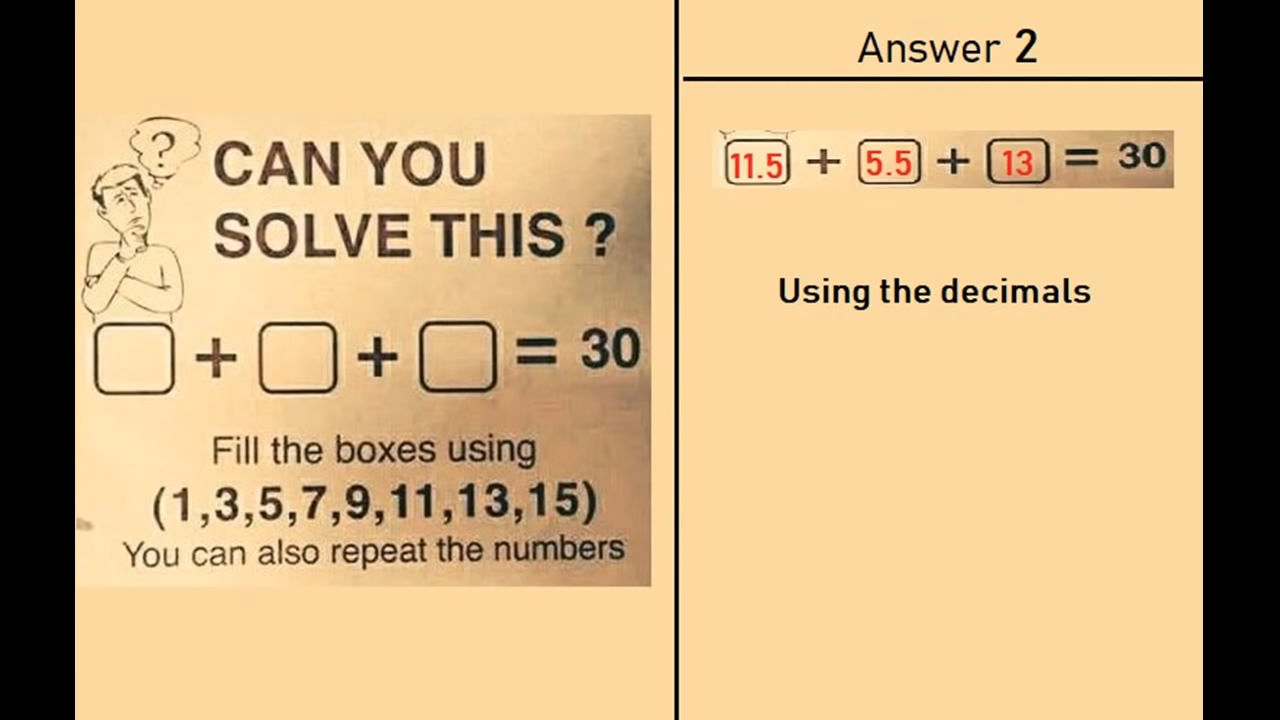 ?
CAN YOU
SOLVE THIS ?
□ + □ + □ = 30
Fill the boxes using
(1,3,5,7,9,11,13,15)
You can also repeat the numbers
Answer 2
11.5 + 5.5 + 13 = 30
Using the decimals